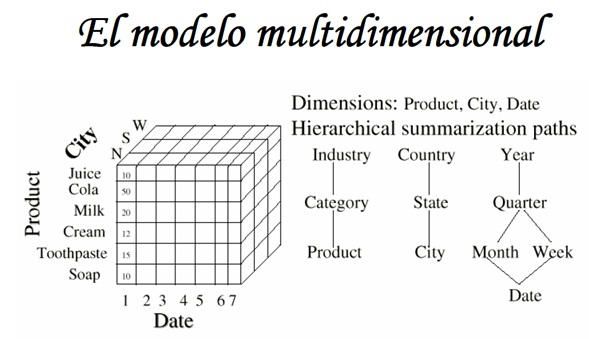 El modelo multidimensional
Dimensions: Product, City, Date
Hierarchical summarization paths
City
N S W
Product
Juice 10
Cola 50
Milk 20
Cream 12
Toothpaste 15
Soap 10
1 2 3 4 5 6 7
Date
Industry Country Year
Category State Quarter
Product City Month Week
Date